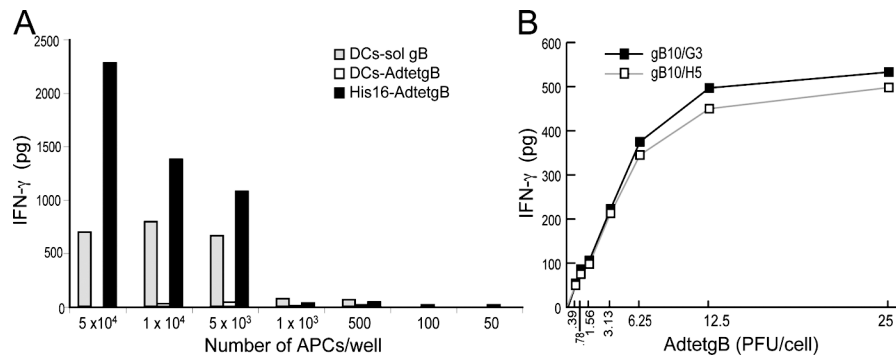 A
IFN-γ (pg)
2500
2000
1500
1000
500
0
DCs-sol gB
DCs-AdtetgB
His16-AdtetgB
5 x10⁴
1 x 10⁴
5 x 10³
1 x 10³
500
100
50
Number of APCs/well
B
IFN-γ (pg)
600
500
400
300
200
100
0
gB10/G3
gB10/H5
.39
.78
1.56
3.13
6.25
12.5
25
AdtetgB (PFU/cell)